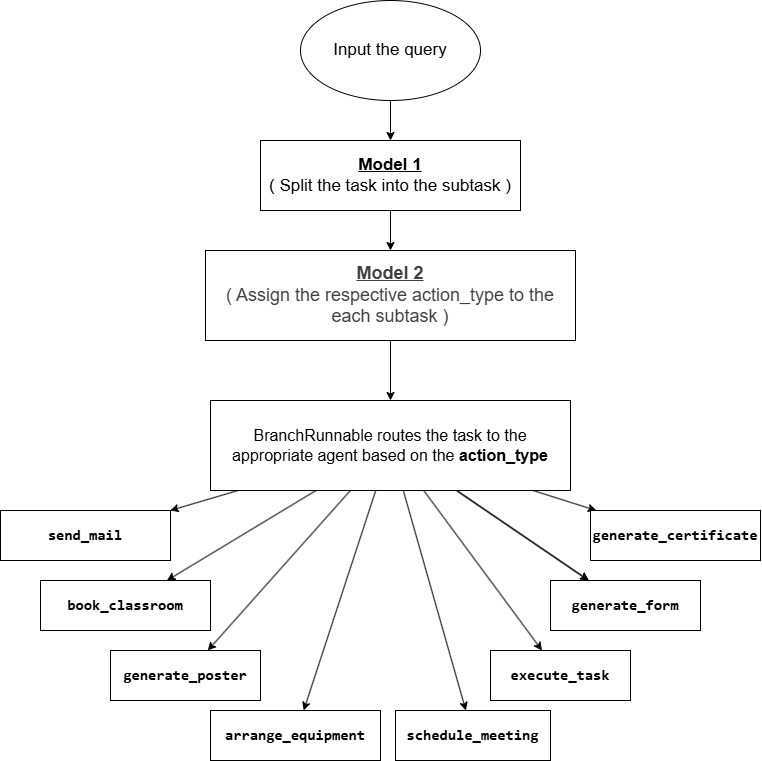 Input the query
Model 1
( Split the task into the subtask )
Model 2
( Assign the respective action_type to the
each subtask )
BranchRunnable routes the task to the
appropriate agent based on the action_type
send_mail
generate_certificate
book_classroom
generate_form
generate_poster
execute_task
arrange_equipment
schedule_meeting